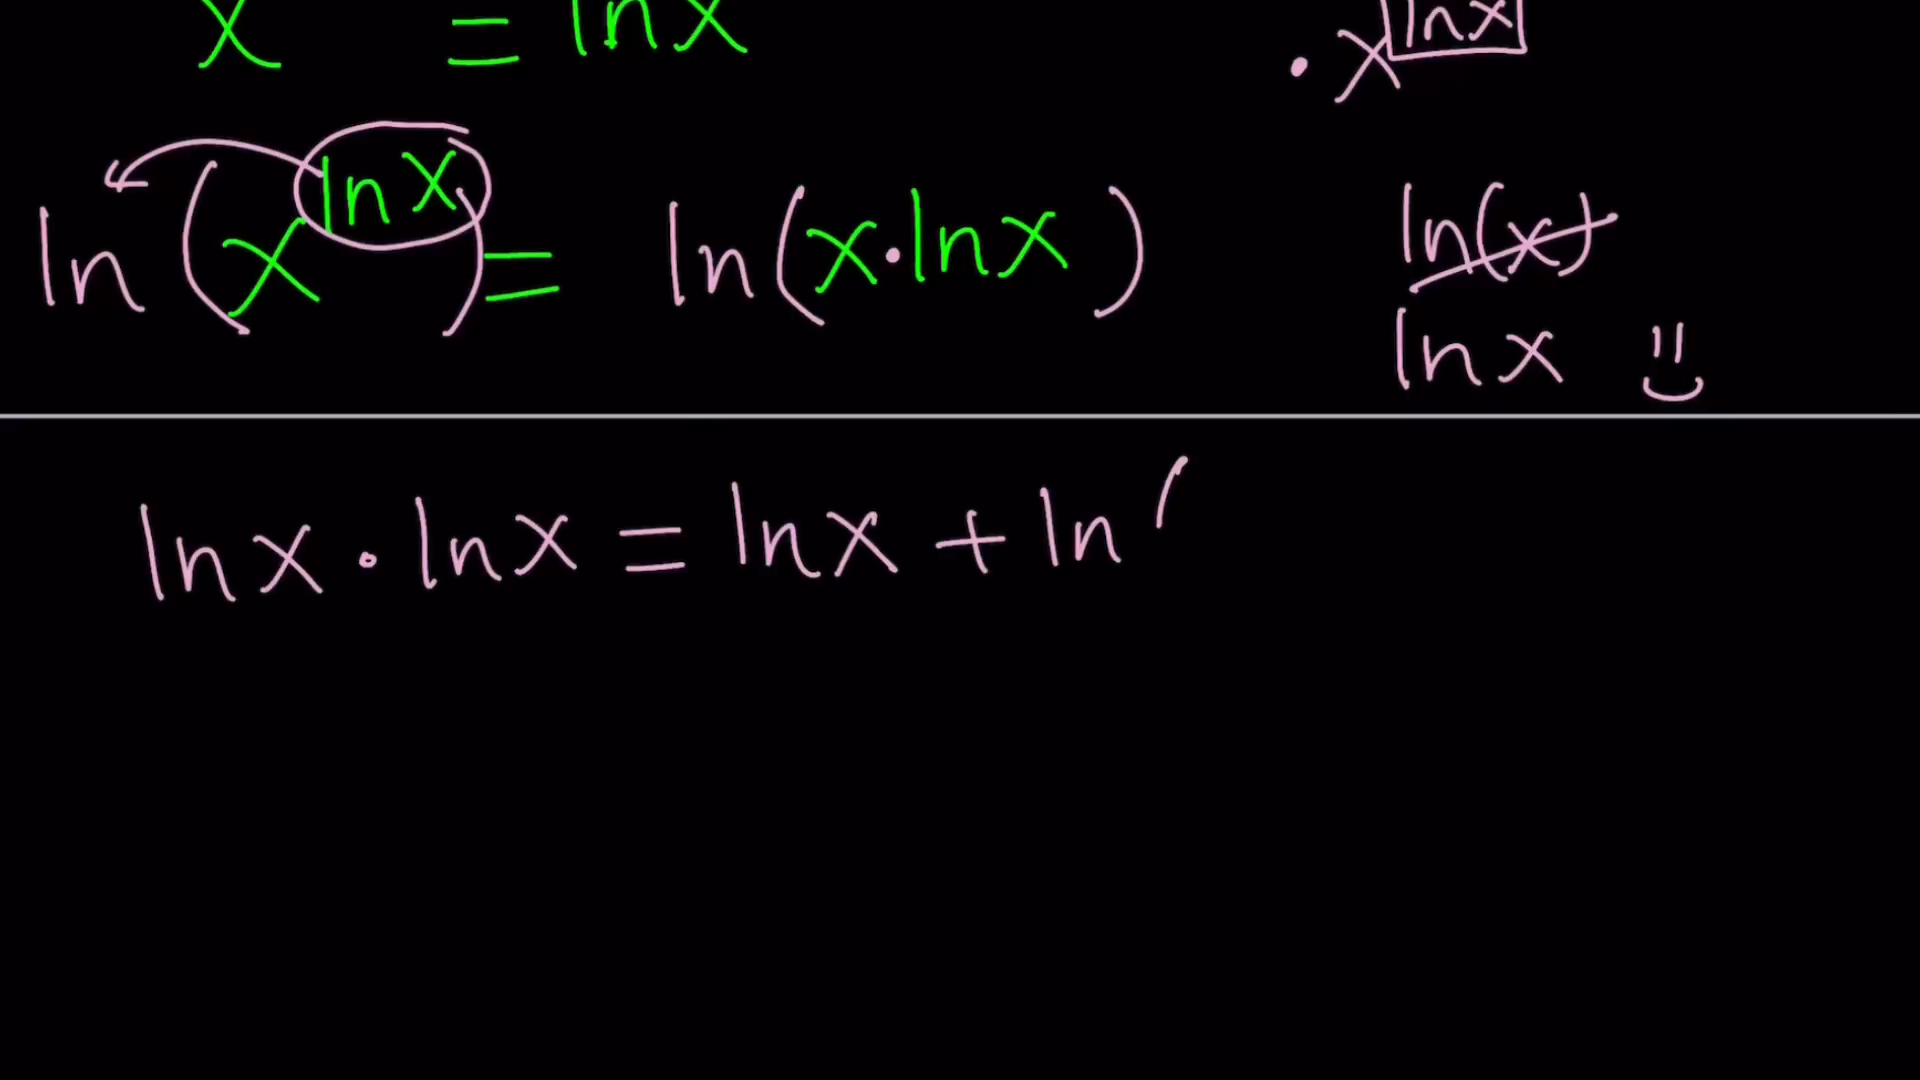 x = ln x
· x^ln x
ln (x^ln x) = ln(x·ln x)
ln(x)
ln x
ln x · ln x = ln x + ln (